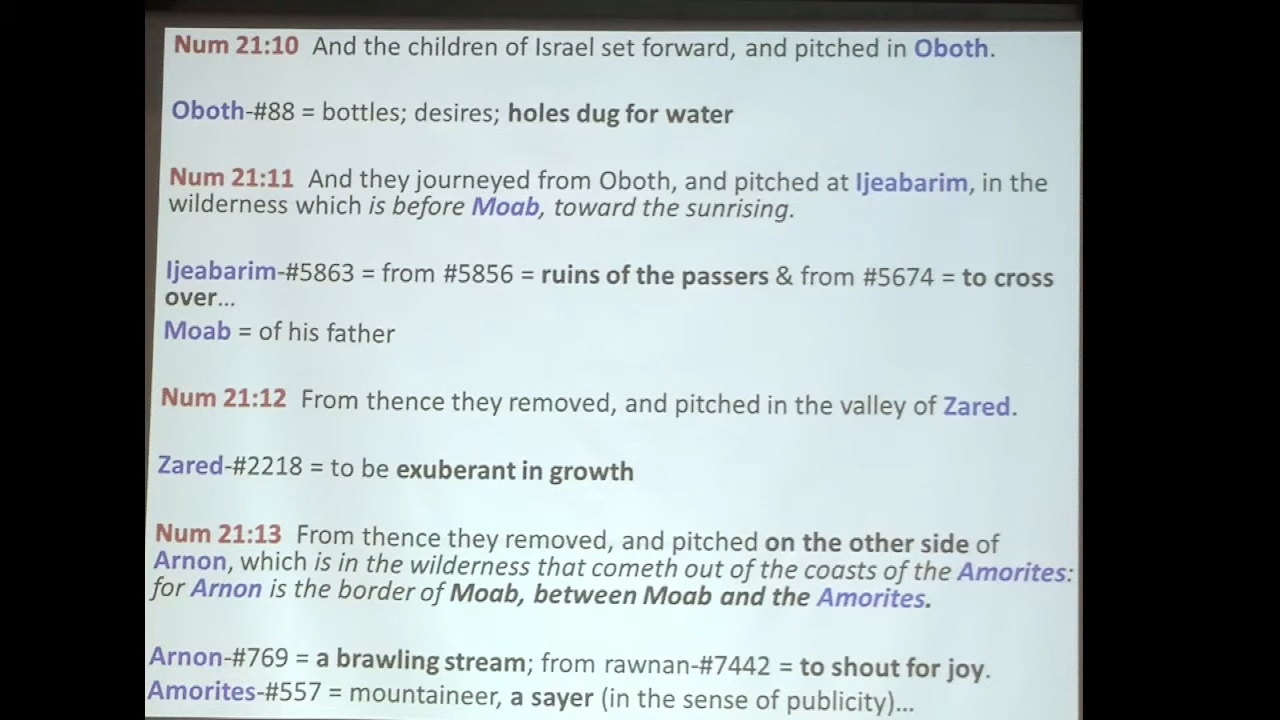 Num 21:10 And the children of Israel set forward, and pitched in Oboth.
Oboth-#88 = bottles; desires; holes dug for water
Num 21:11 And they journeyed from Oboth, and pitched at Ijeabarim, in the
wilderness which is before Moab, toward the sunrising.
Ijeabarim-#5863 = from #5856 = ruins of the passers & from #5674 = to cross
over...
Moab = of his father
Num 21:12 From thence they removed, and pitched in the valley of Zared.
Zared-#2218 = to be exuberant in growth
Num 21:13 From thence they removed, and pitched on the other side of
Arnon, which is in the wilderness that cometh out of the coasts of the Amorites:
for Arnon is the border of Moab, between Moab and the Amorites.
Arnon-#769 = a brawling stream; from rawnan-#7442 = to shout for joy.
Amorites-#557 = mountaineer, a sayer (in the sense of publicity)...